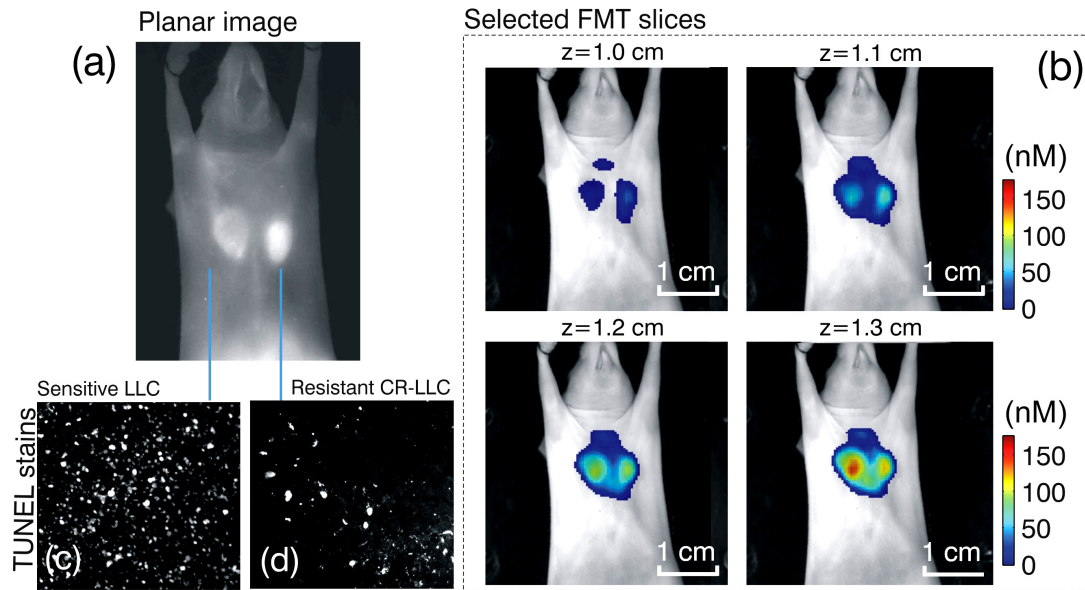 Planar image
(a)
Sensitive LLC
Resistant CR-LLC
TUNEL stains
(c)
(d)
Selected FMT slices
(b)
z=1.0 cm
z=1.1 cm
1 cm
1 cm
(nM)
150
100
50
0
z=1.2 cm
z=1.3 cm
1 cm
1 cm
(nM)
150
100
50
0